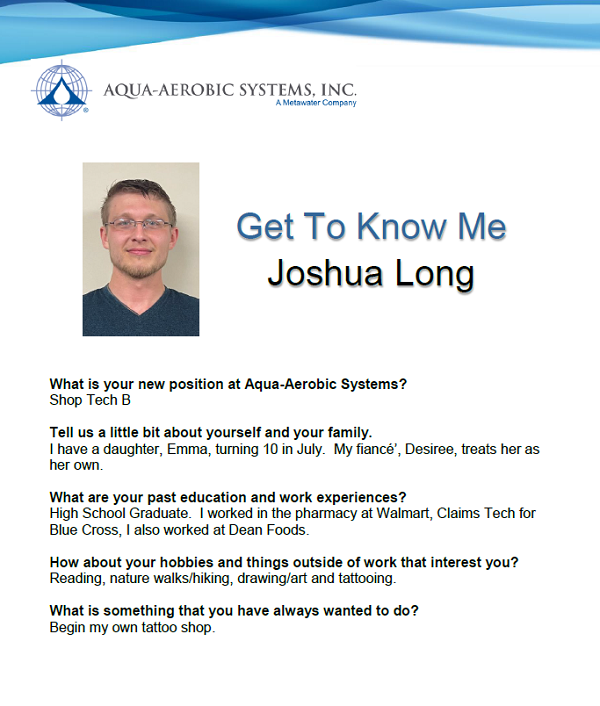 AQUA-AEROBIC SYSTEMS, INC.
A Metawater Company
®
Get To Know Me
Joshua Long
What is your new position at Aqua-Aerobic Systems?
Shop Tech B
Tell us a little bit about yourself and your family.
I have a daughter, Emma, turning 10 in July.  My fiancé’, Desiree, treats her as
her own.
What are your past education and work experiences?
High School Graduate.  I worked in the pharmacy at Walmart, Claims Tech for
Blue Cross, I also worked at Dean Foods.
How about your hobbies and things outside of work that interest you?
Reading, nature walks/hiking, drawing/art and tattooing.
What is something that you have always wanted to do?
Begin my own tattoo shop.